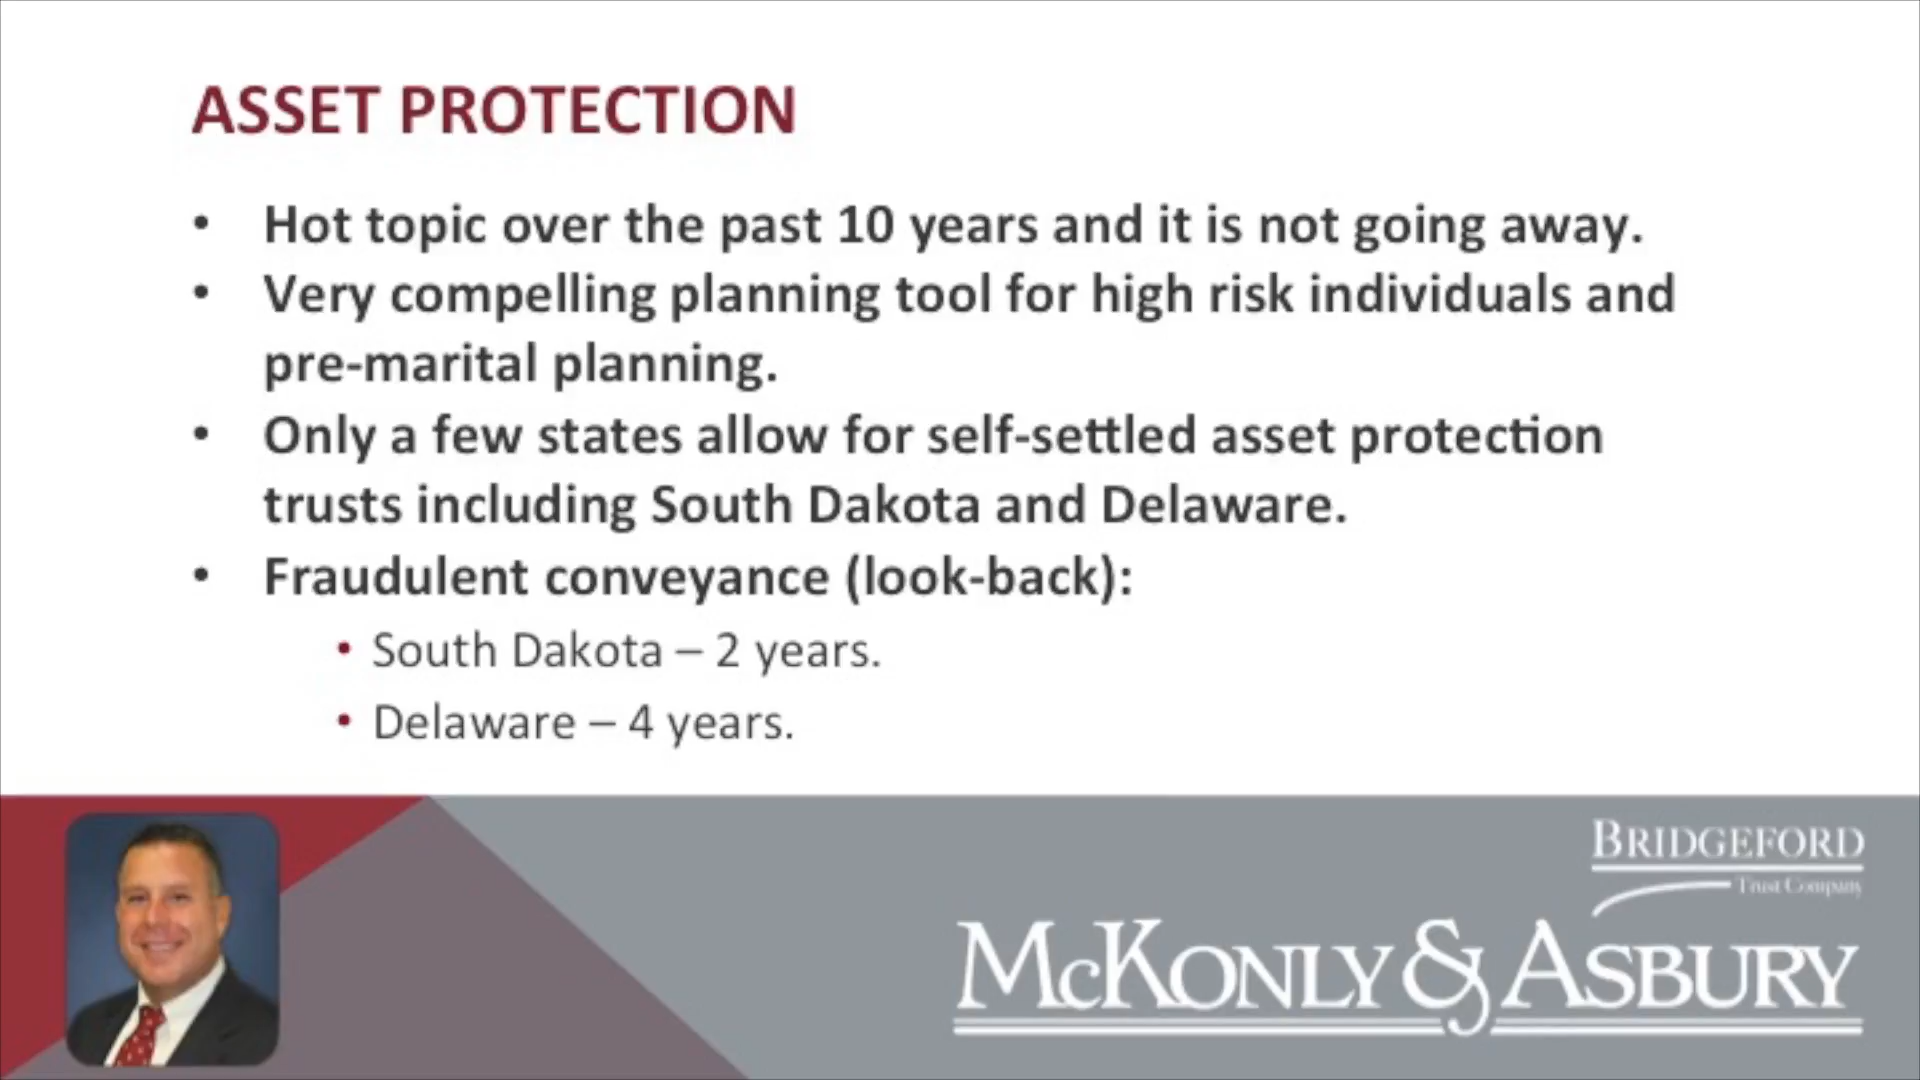 ASSET PROTECTION
• Hot topic over the past 10 years and it is not going away.
• Very compelling planning tool for high risk individuals and
pre-marital planning.
• Only a few states allow for self-settled asset protection
trusts including South Dakota and Delaware.
• Fraudulent conveyance (look-back):
• South Dakota – 2 years.
• Delaware – 4 years.
BRIDGEFORD
Trust Company
McKONLY & ASBURY